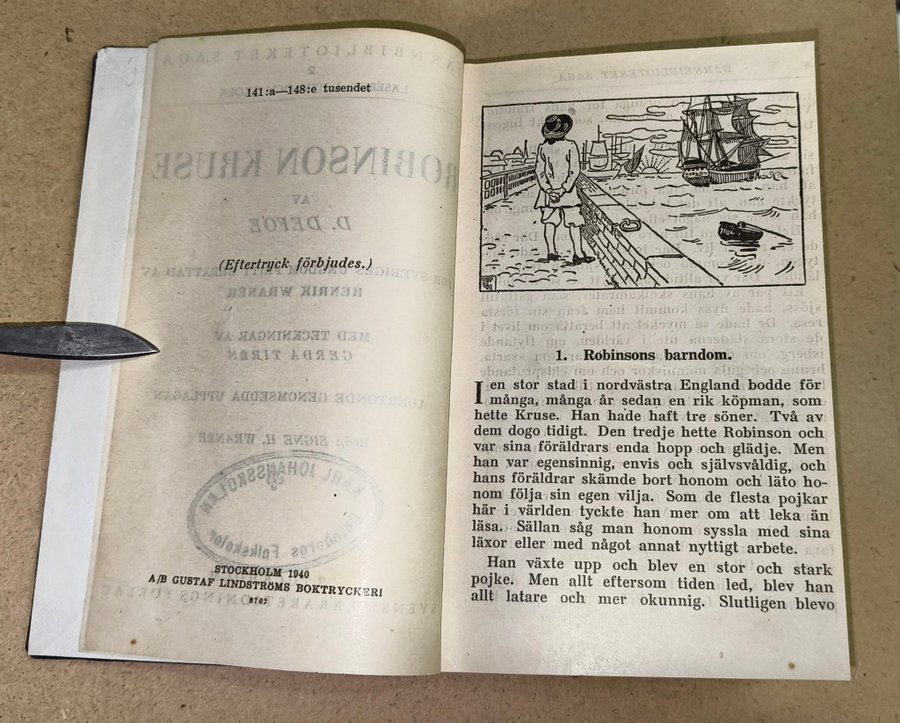 141:a—148:e tusendet
(Eftertryck förbjudes.)
STOCKHOLM 1940
A/B GUSTAF LINDSTRÖMS BOKTRYCKERI
8162
1. Robinsons barndom.
I en stor stad i nordvästra England bodde för
många, många år sedan en rik köpman, som
hette Kruse. Han hade haft tre söner. Två av
dem dogo tidigt. Den tredje hette Robinson och
var sina föräldrars enda hopp och glädje. Men
han var egensinnig, envis och självsvåldig, och
hans föräldrar skämde bort honom och läto ho-
nom följa sin egen vilja. Som de flesta pojkar
här i världen tyckte han mer om att leka än
läsa. Sällan såg man honom syssla med sina
läxor eller med något annat nyttigt arbete.
Han växte upp och blev en stor och stark
pojke. Men allt eftersom tiden led, blev han
allt latare och mer okunnig. Slutligen blevo